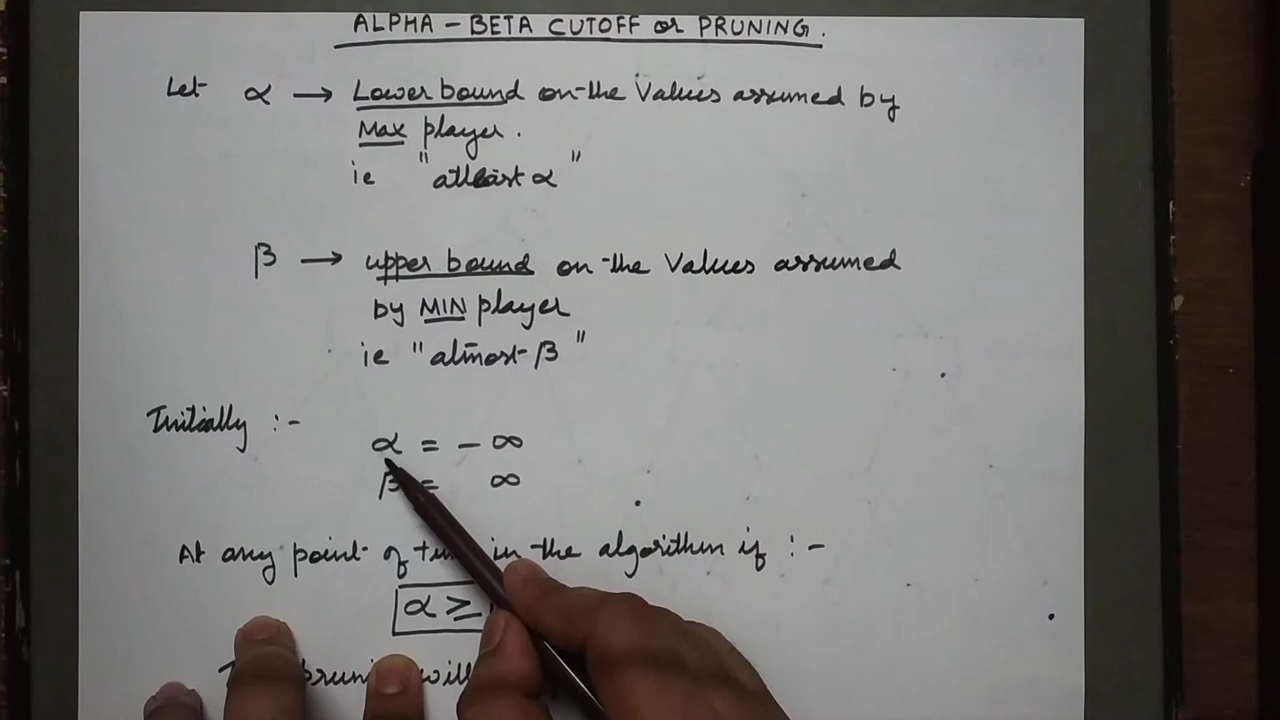 ALPHA - BETA CUTOFF or PRUNING.
Let α → Lower bound on the Values assumed by
Max player.
ie "atleast α"
β → upper bound on the Values assumed
by MIN player
ie "atmost β"
Initially :-
α = - ∞
β = ∞
At any point of in the algorithm if :-
α ≥
will